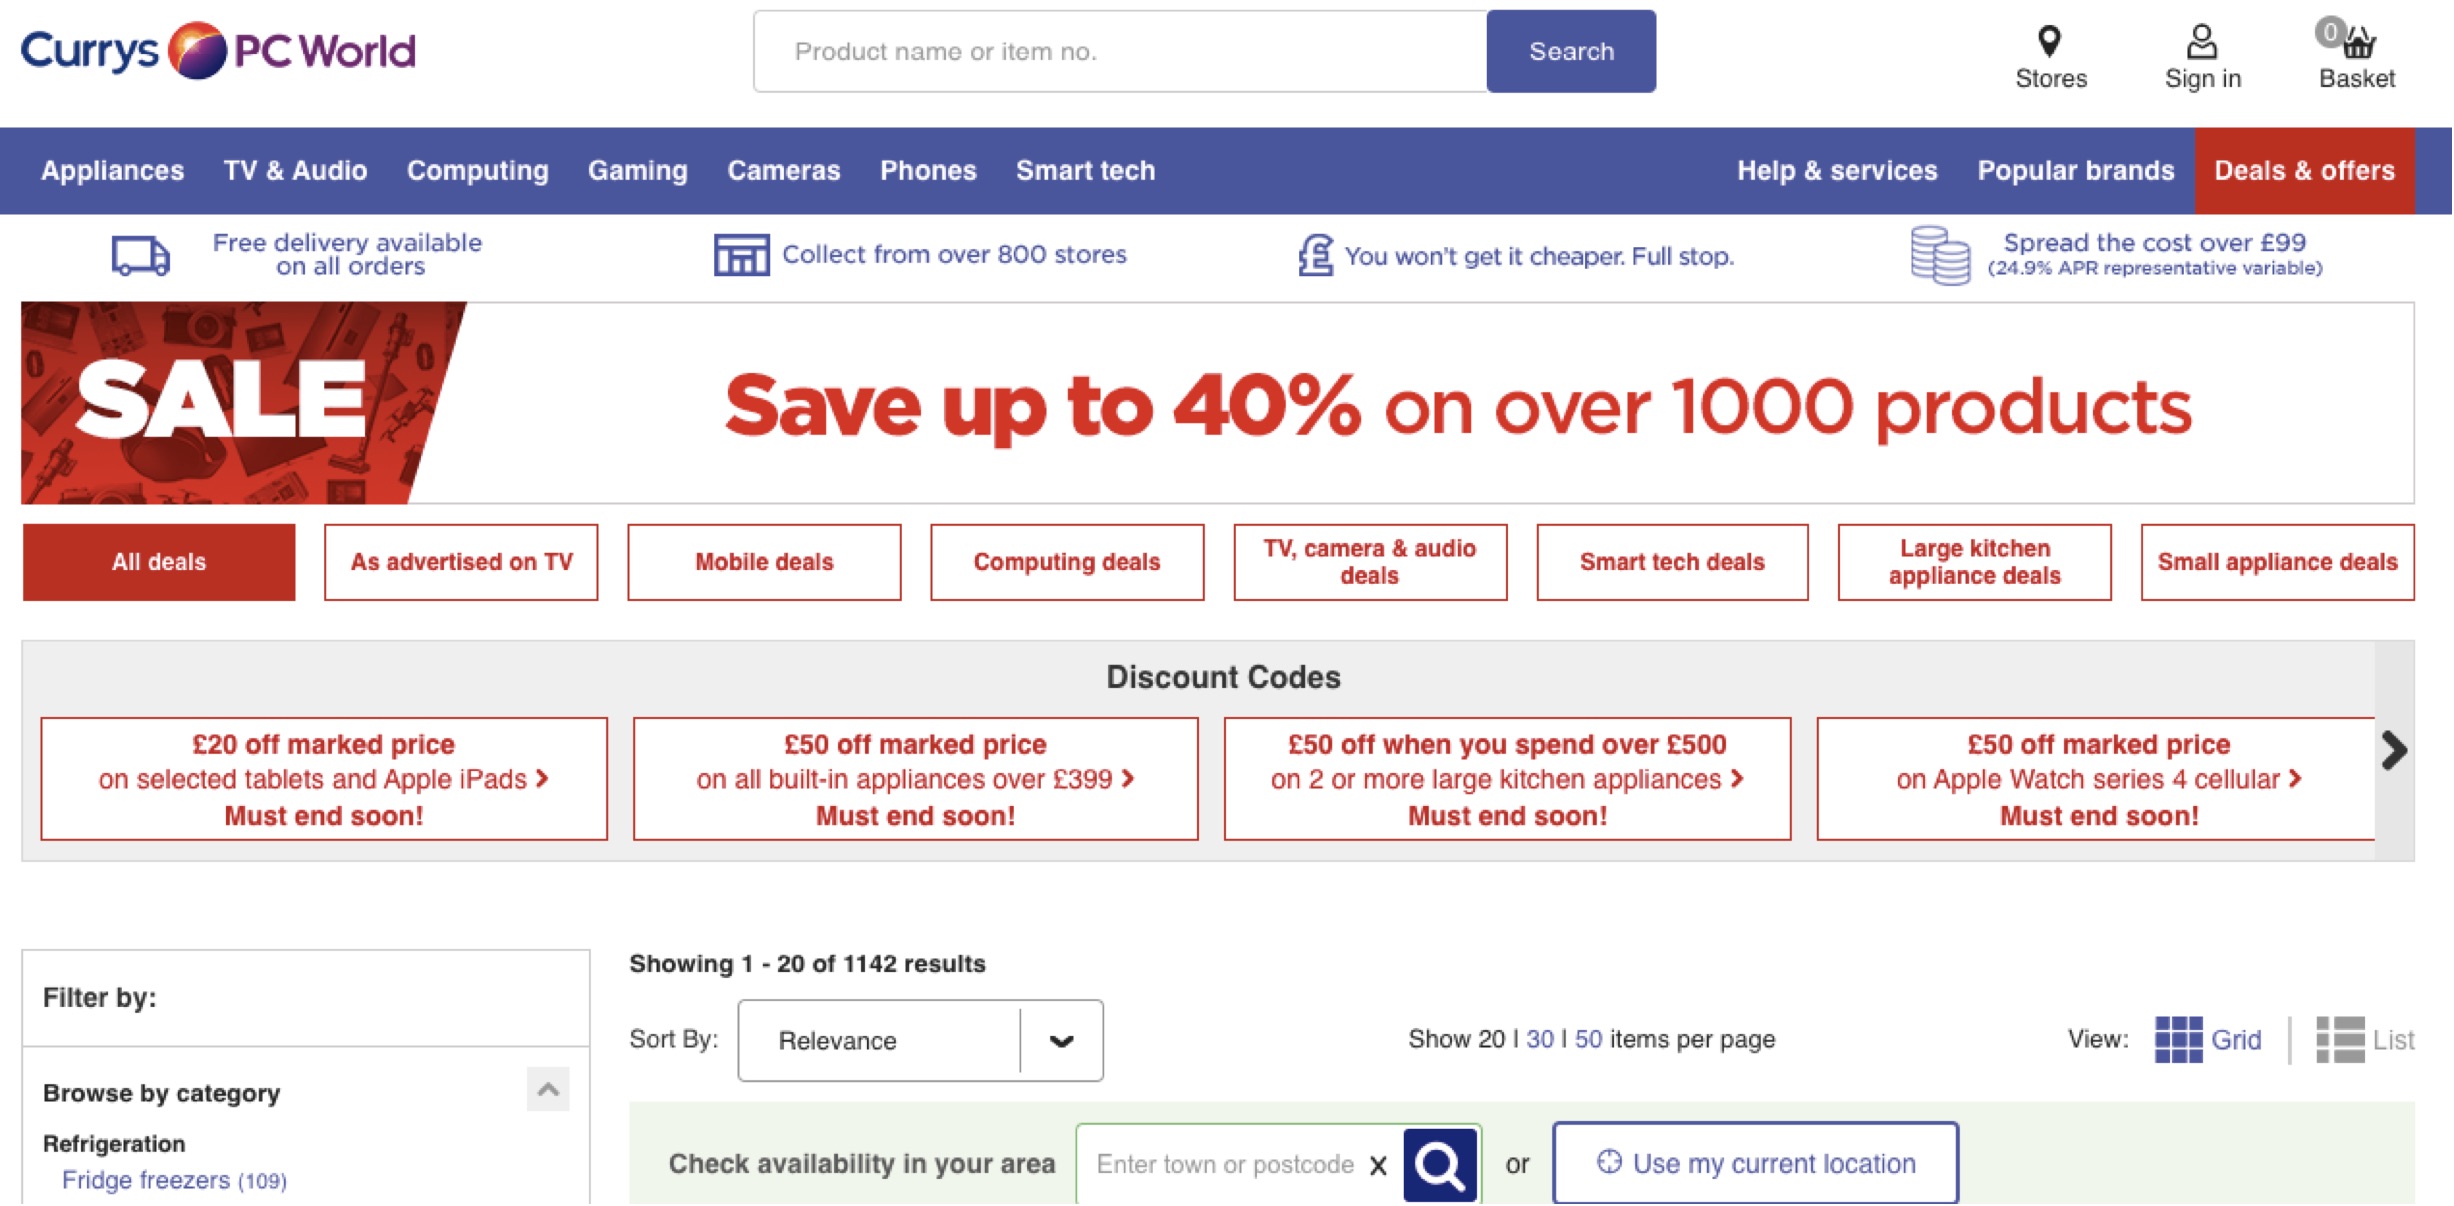 Currys PC World
Product name or item no.
Search
Stores
Sign in
0
Basket
Appliances
TV & Audio
Computing
Gaming
Cameras
Phones
Smart tech
Help & services
Popular brands
Deals & offers
Free delivery available
on all orders
Collect from over 800 stores
You won't get it cheaper. Full stop.
Spread the cost over £99
(24.9% APR representative variable)
SALE
Save up to 40% on over 1000 products
All deals
As advertised on TV
Mobile deals
Computing deals
TV, camera & audio
deals
Smart tech deals
Large kitchen
appliance deals
Small appliance deals
Discount Codes
£20 off marked price
on selected tablets and Apple iPads
Must end soon!
£50 off marked price
on all built-in appliances over £399
Must end soon!
£50 off when you spend over £500
on 2 or more large kitchen appliances
Must end soon!
£50 off marked price
on Apple Watch series 4 cellular
Must end soon!
Filter by:
Browse by category
Refrigeration
Fridge freezers (109)
Showing 1 - 20 of 1142 results
Sort By:
Relevance
Show 20 | 30 | 50 items per page
View:
Grid
List
Check availability in your area
Enter town or postcode
X
or
Use my current location